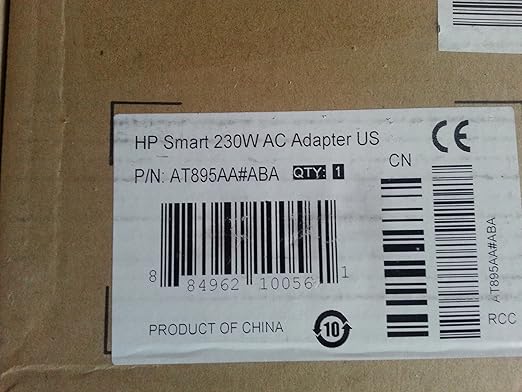 HP Smart 230W AC Adapter US
P/N: AT895AA#ABA QTY: 1
CN
CE
8 84962 10056 1
AT895AA#ABA
PRODUCT OF CHINA
10
RCC